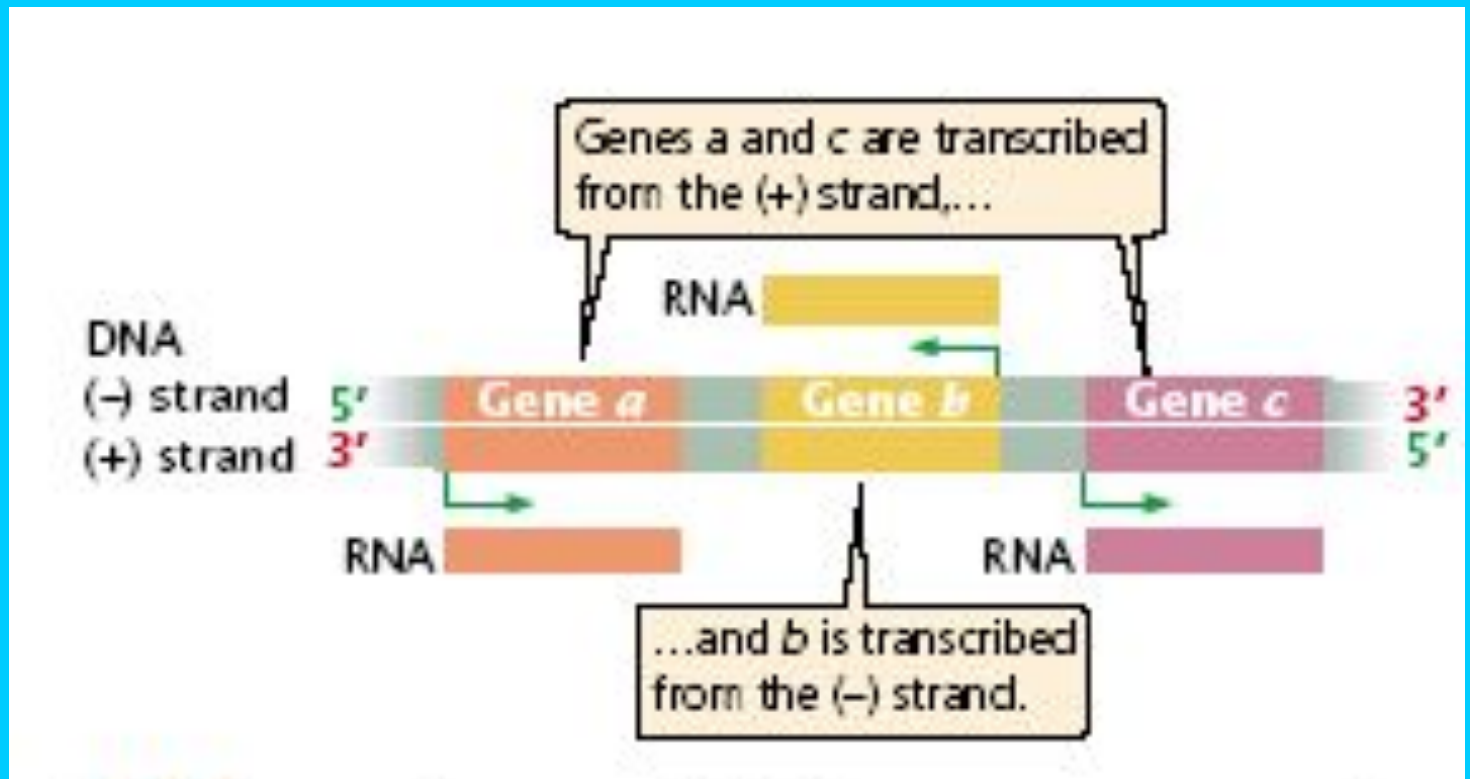 Genes a and c are transcribed
from the (+) strand,...
RNA
DNA
(–) strand 5′ Gene a Gene b Gene c 3′
(+) strand 3′ 5′
RNA RNA
...and b is transcribed
from the (–) strand.